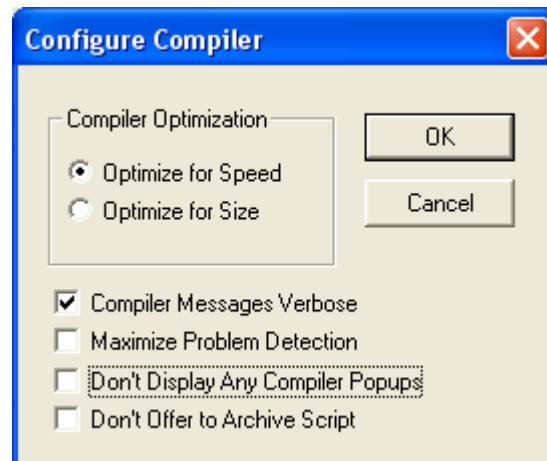 Configure Compiler
Compiler Optimization
Optimize for Speed
Optimize for Size
OK
Cancel
Compiler Messages Verbose
Maximize Problem Detection
Don't Display Any Compiler Popups
Don't Offer to Archive Script